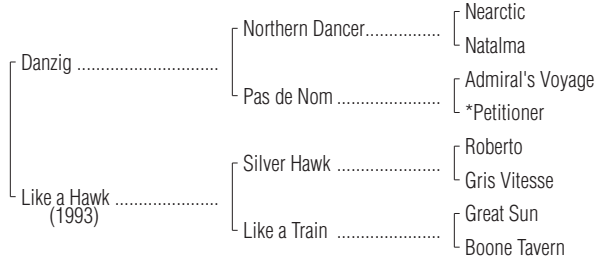 Nearctic
Northern Dancer..................
Natalma
Danzig ..................................
Admiral's Voyage
Pas de Nom .........................
*Petitioner
Roberto
Silver Hawk .........................
Gris Vitesse
Like a Hawk .........................
(1993)
Great Sun
Like a Train .........................
Boone Tavern